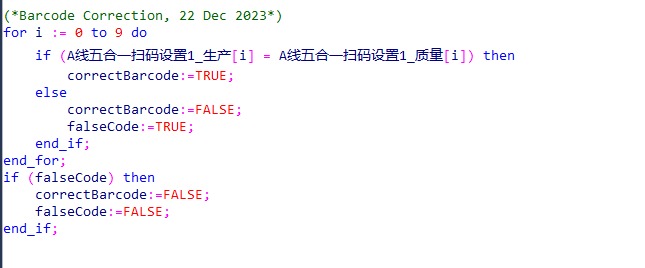 (*Barcode Correction, 22 Dec 2023*)
for i := 0 to 9 do
if (A线五合一扫码设置1_生产[i] = A线五合一扫码设置1_质量[i]) then
correctBarcode:=TRUE;
else
correctBarcode:=FALSE;
falseCode:=TRUE;
end_if;
end_for;
if (falseCode) then
correctBarcode:=FALSE;
falseCode:=FALSE;
end_if;